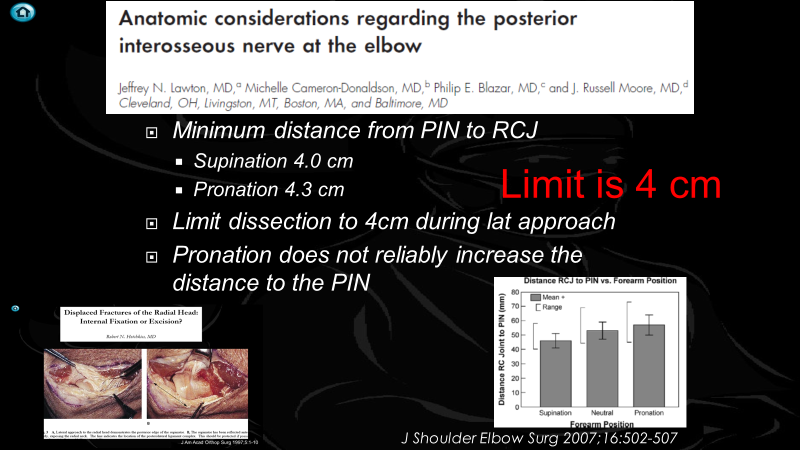 Anatomic considerations regarding the posterior
interosseous nerve at the elbow
Jeffrey N. Lawton, MD,a Michelle Cameron-Donaldson, MD,b Philip E. Blazar, MD,c and J. Russell Moore, MD,d
Cleveland, OH, Livingston, MT, Boston, MA, and Baltimore, MD
Minimum distance from PIN to RCJ
Supination 4.0 cm
Pronation 4.3 cm
Limit is 4 cm
Limit dissection to 4cm during lat approach
Pronation does not reliably increase the
distance to the PIN
Displaced Fractures of the Radial Head:
Internal Fixation or Excision?
Robert N. Hotchkiss, MD
A
B
J Am Acad Orthop Surg 1997;5:1-10
Distance RCJ to PIN vs. Forearm Position
Distance RC Joint to PIN (mm)
80
70
60
50
40
30
20
10
0
Mean +
Range
Supination Neutral Pronation
Forearm Position
J Shoulder Elbow Surg 2007;16:502-507